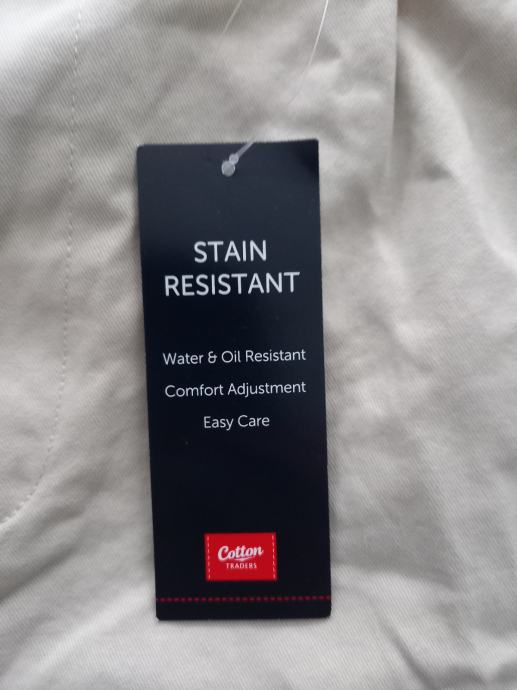 STAIN
RESISTANT
Water & Oil Resistant
Comfort Adjustment
Easy Care
Cotton
TRADERS